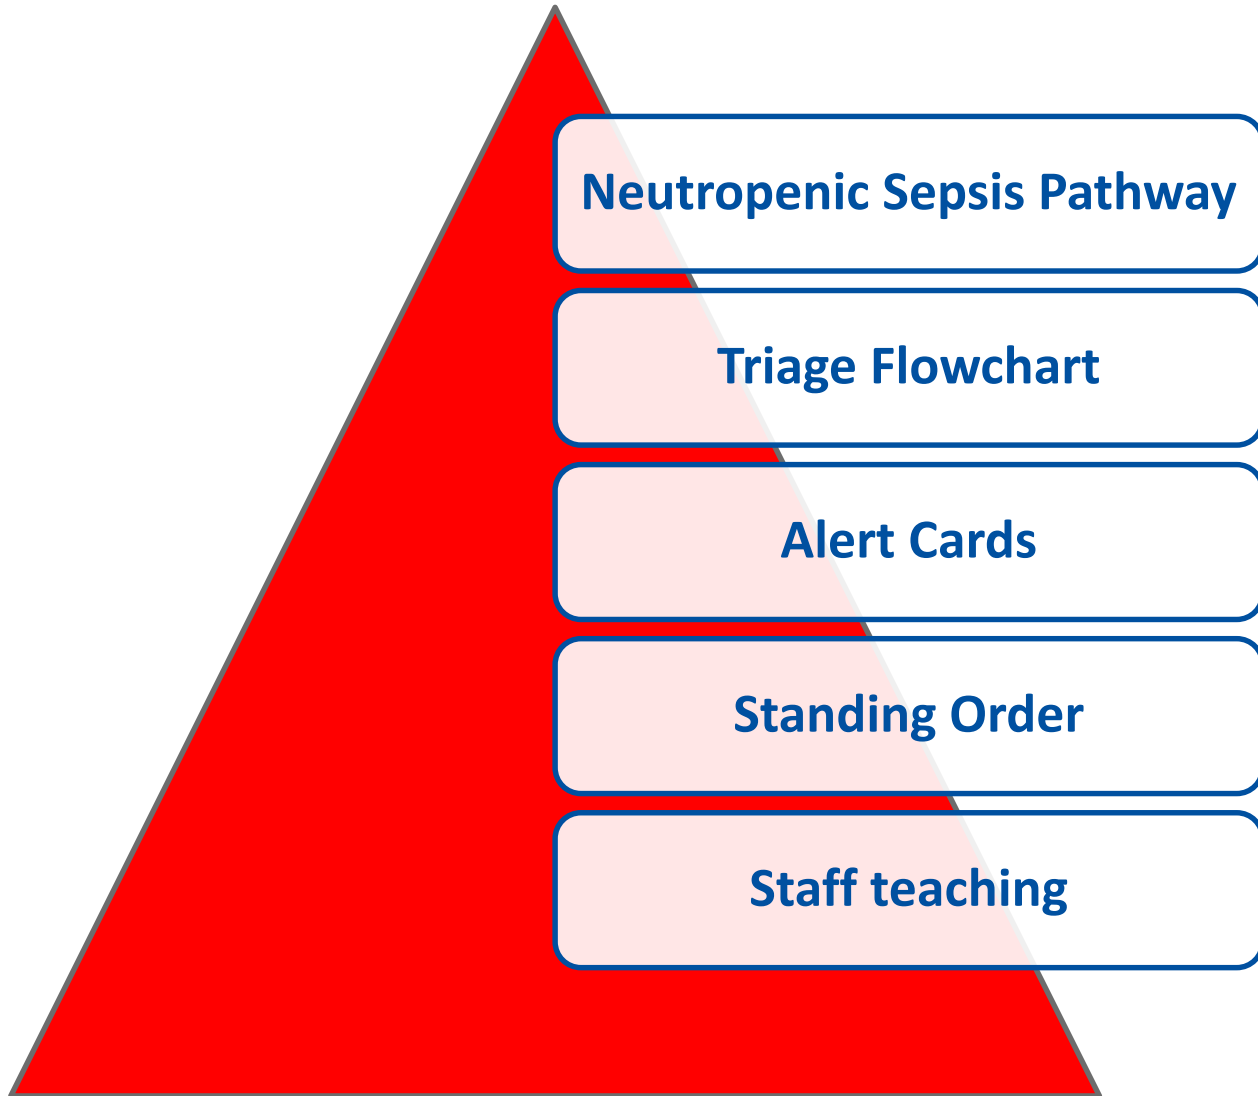 Neutropenic Sepsis Pathway
Triage Flowchart
Alert Cards
Standing Order
Staff teaching